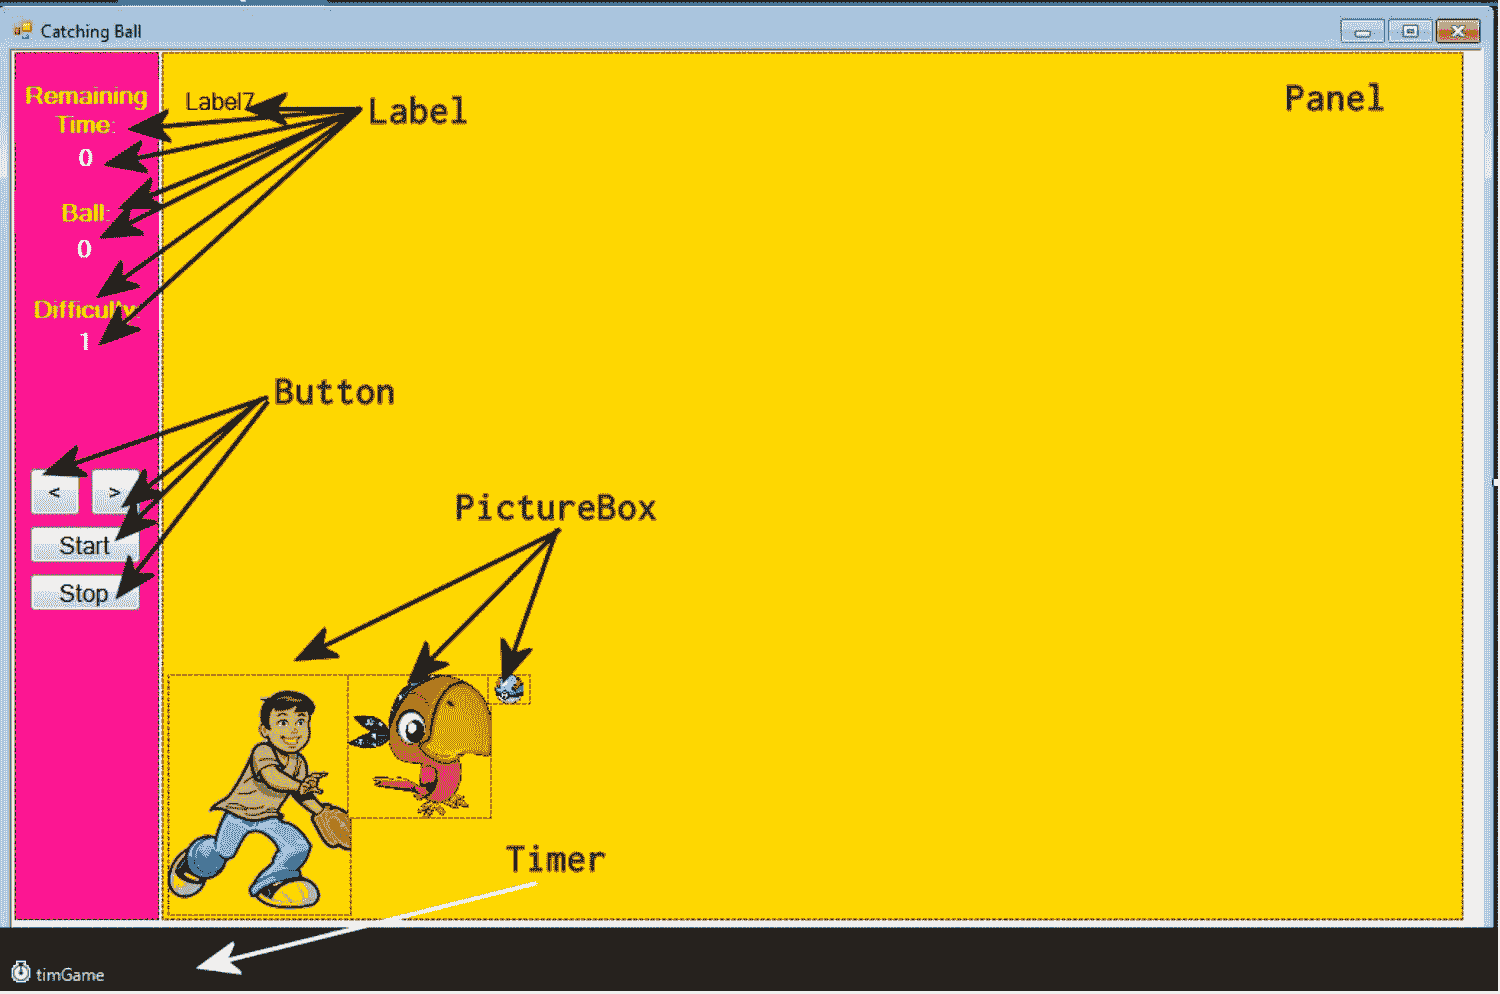 Catching Ball
Remaining
Time:
0
Ball:
0
Difficulty:
1
<
>
Start
Stop
Label7
Label
Panel
Button
PictureBox
Timer
timGame